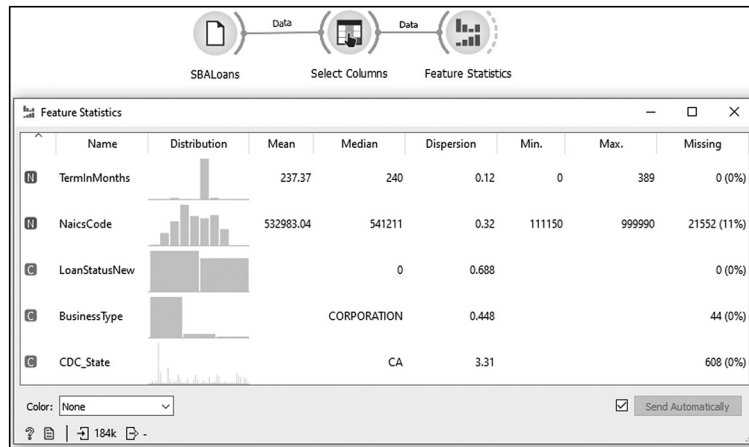 Data Data
SBALoans Select Columns Feature Statistics
Feature Statistics
Name Distribution Mean Median Dispersion Min. Max. Missing
N TermInMonths 237.37 240 0.12 0 389 0 (0%)
N NaicsCode 532983.04 541211 0.32 111150 999990 21552 (11%)
C LoanStatusNew 0 0.688 0 (0%)
C BusinessType CORPORATION 0.448 44 (0%)
C CDC_State CA 3.31 608 (0%)
Color: None Send Automatically
? 184k -